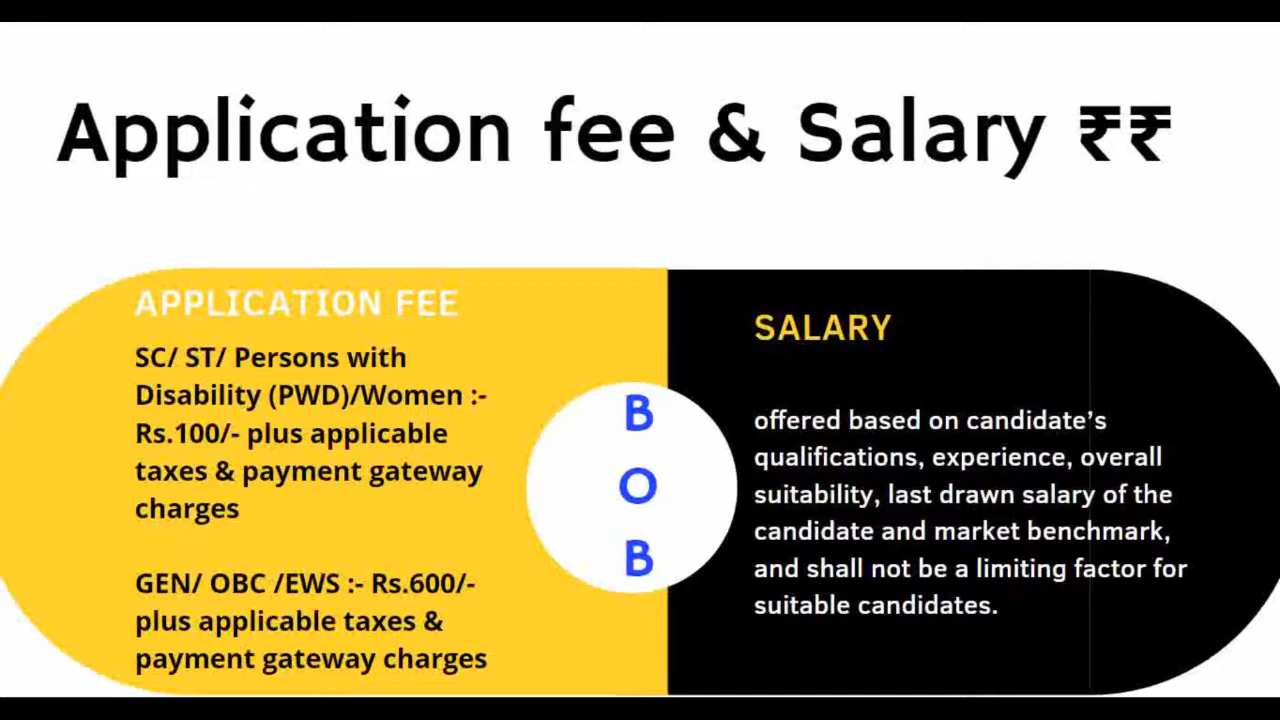 Application fee & Salary ₹₹
APPLICATION FEE
SC/ ST/ Persons with
Disability (PWD)/Women :-
Rs.100/- plus applicable
taxes & payment gateway
charges
GEN/ OBC /EWS :- Rs.600/-
plus applicable taxes &
payment gateway charges
B
O
B
SALARY
offered based on candidate’s
qualifications, experience, overall
suitability, last drawn salary of the
candidate and market benchmark,
and shall not be a limiting factor for
suitable candidates.